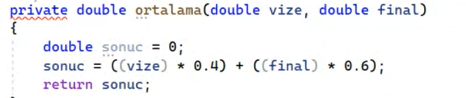 private double ortalama(double vize, double final)
{
double sonuc = 0;
sonuc = ((vize) * 0.4) + ((final) * 0.6);
return sonuc;